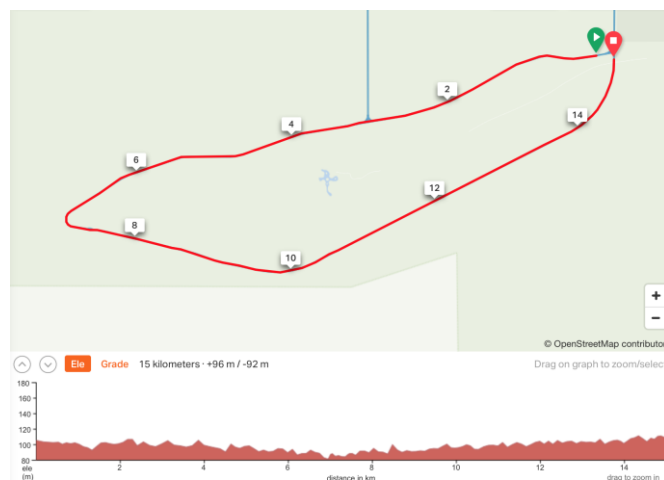 2
4
14
6
12
8
10
+
−
© OpenStreetMap contributor
Ele Grade 15 kilometers · +96 m / -92 m Drag on graph to zoom/selec
180
160
140
120
100
80
ele
(m)
2 4 6 8 10 12 14
distance in km
drag to zoom in